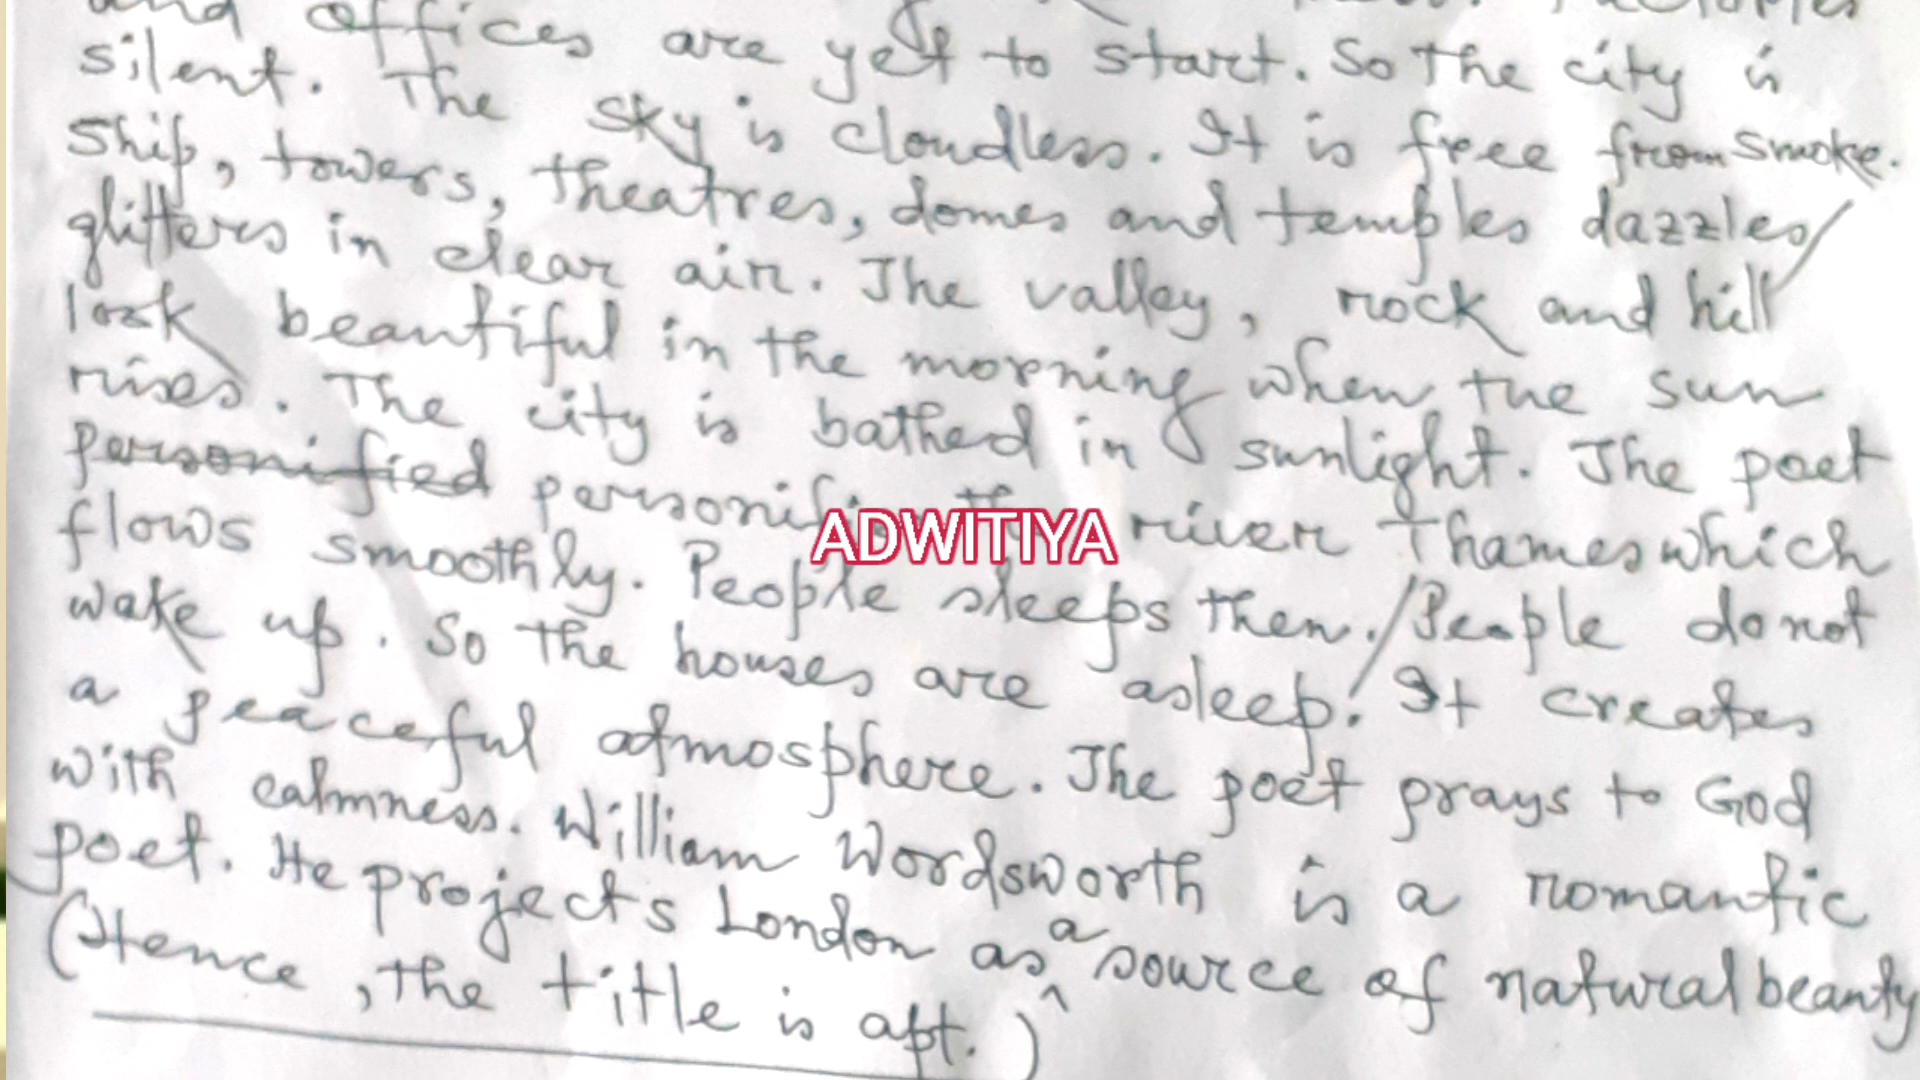 and offices are yet to start. So the city is
silent. The sky is cloudless. It is free from smoke.
Ship, towers, theatres, domes and temples dazzles/
glitters in clear air. The valley, rock and hill
look beautiful in the morning when the sun
rises. The city is bathed in sunlight. The poet
personified personifi the river Thames which
flows smoothly. People sleeps then./People do not
wake up. So the houses are asleep./ It creates
a peaceful atmosphere. The poet prays to God
with calmness. William Wordsworth is a romantic
poet. He projects London as a source of natural beauty
(Hence, the title is apt.)
ADWITIYA